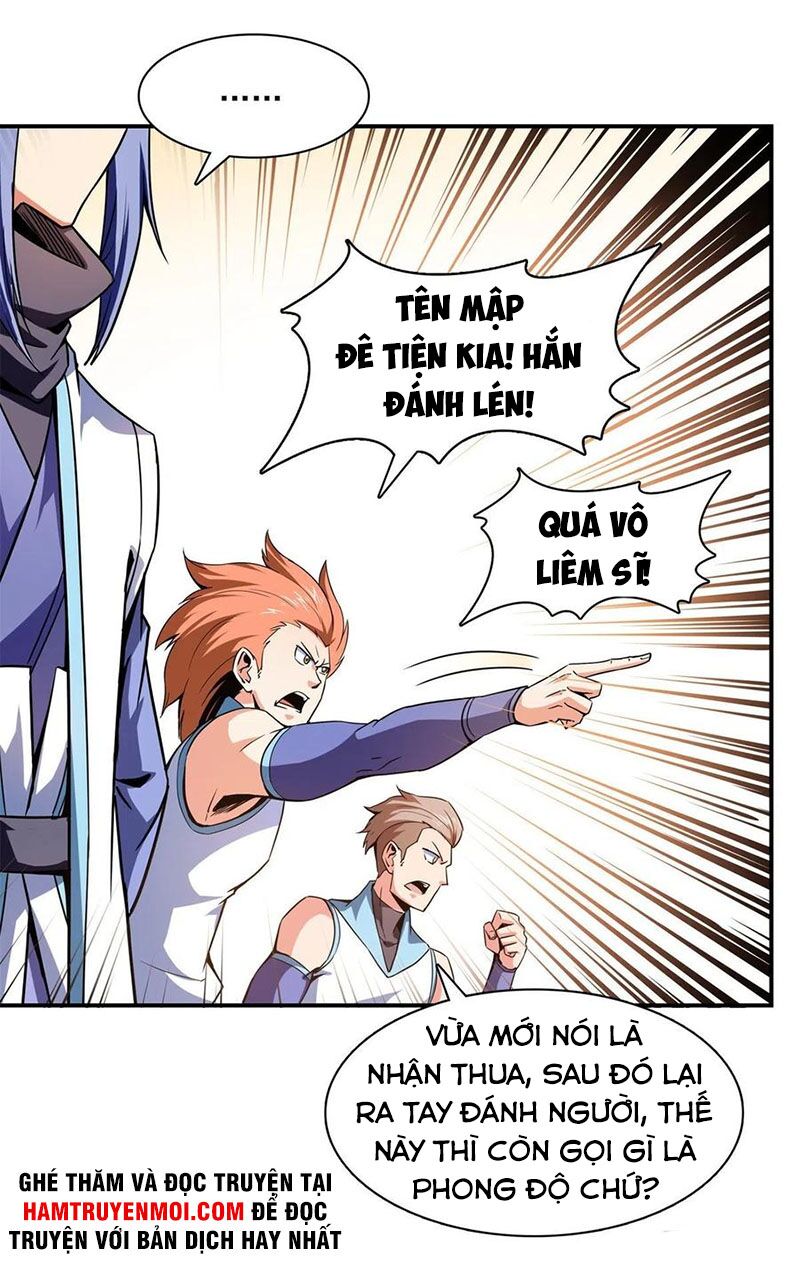 ......
TÊN MẬP
ĐÊ TIỆN KIA! HẮN
ĐÁNH LÉN!
QUÁ VÔ
LIÊM SĨ!
VỪA MỚI NÓI LÀ
NHẬN THUA, SAU ĐÓ LẠI
RA TAY ĐÁNH NGƯỜI, THẾ
NÀY THÌ CÒN GỌI GÌ LÀ
PHONG ĐỘ CHỨ?
GHÉ THĂM VÀ ĐỌC TRUYỆN TẠI
HAMTRUYENMOI.COM ĐỂ ĐỌC
TRUYỆN VỚI BẢN DỊCH HAY NHẤT